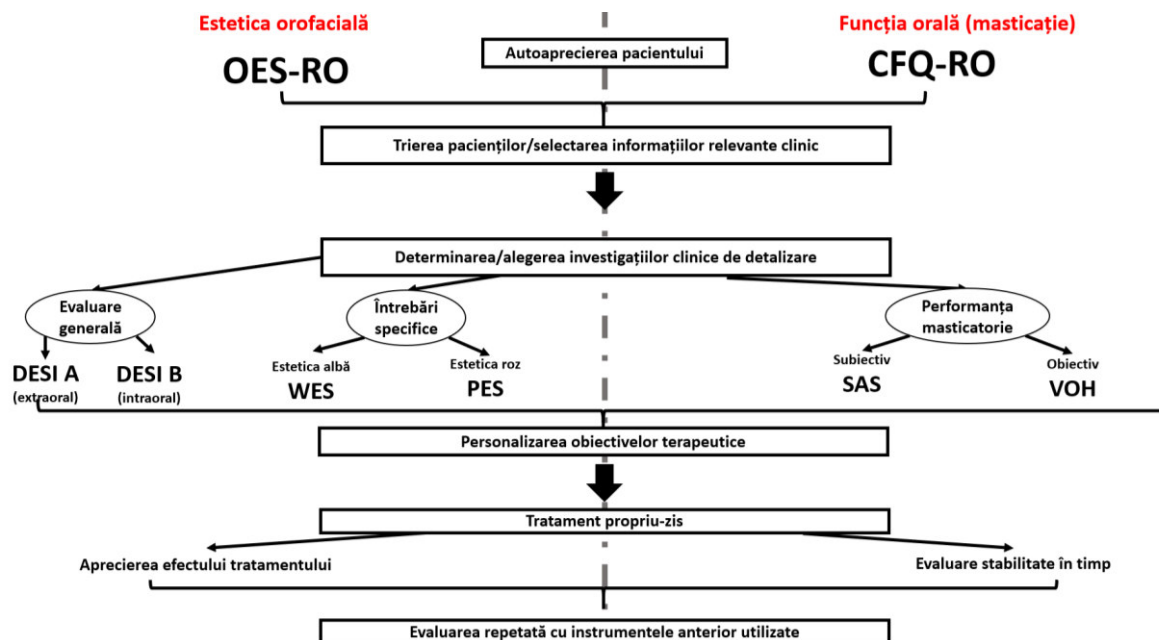 Estetica orofacială
Funcția orală (masticație)
Autoaprecierea pacientului
OES-RO
CFQ-RO
Trierea pacienților/selectarea informațiilor relevante clinic
Determinarea/alegerea investigațiilor clinice de detalizare
Evaluare
generală
Întrebări
specifice
Performanța
masticatorie
DESI A
(extraoral)
DESI B
(intraoral)
Estetica albă
WES
Estetica roz
PES
Subiectiv
SAS
Obiectiv
VOH
Personalizarea obiectivelor terapeutice
Tratament propriu-zis
Aprecierea efectului tratamentului
Evaluare stabilitate în timp
Evaluarea repetată cu instrumentele anterior utilizate